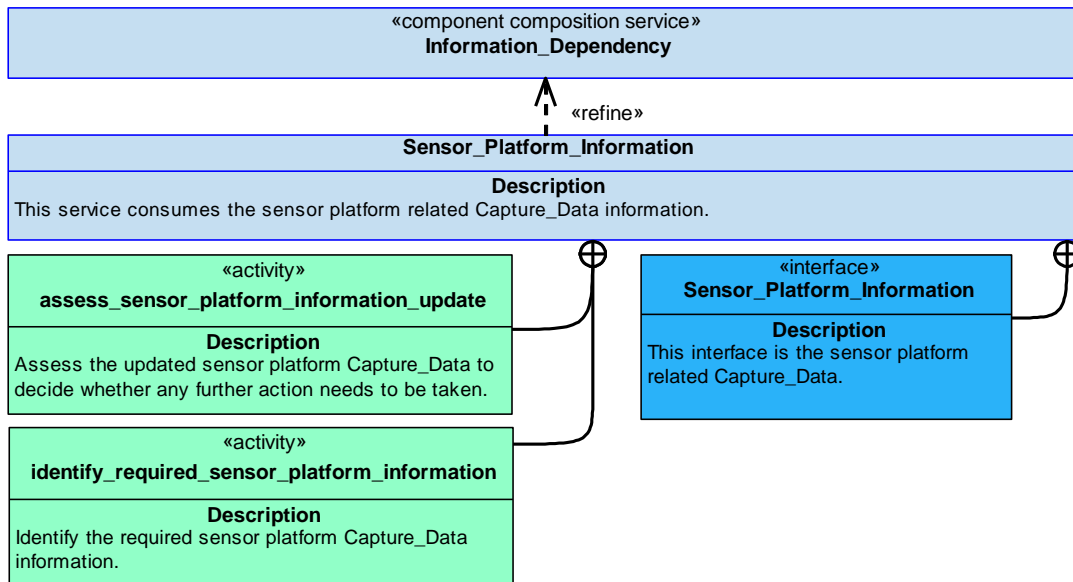 «component composition service»
Information_Dependency
«refine»
Sensor_Platform_Information
Description
This service consumes the sensor platform related Capture_Data information.
«activity»
assess_sensor_platform_information_update
Description
Assess the updated sensor platform Capture_Data to
decide whether any further action needs to be taken.
«interface»
Sensor_Platform_Information
Description
This interface is the sensor platform
related Capture_Data.
«activity»
identify_required_sensor_platform_information
Description
Identify the required sensor platform Capture_Data
information.